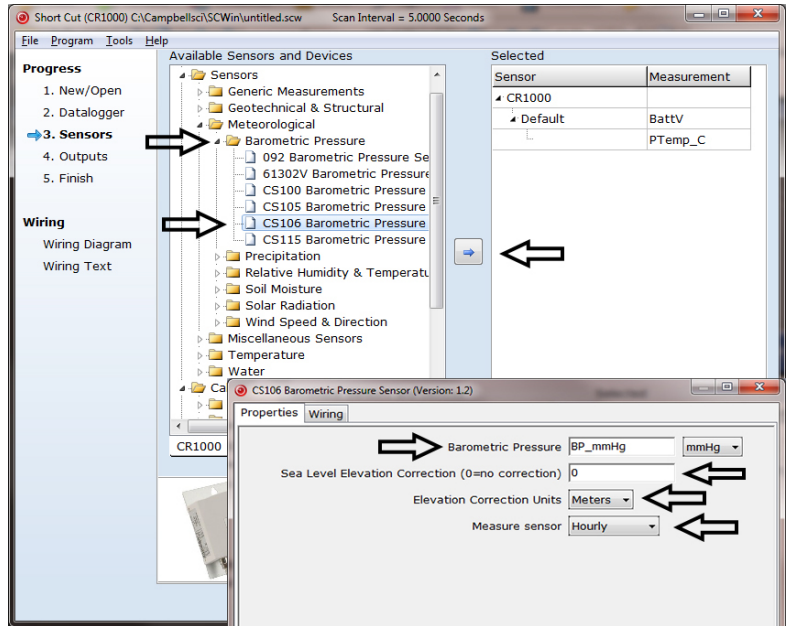 Short Cut (CR1000) C:\Campbellsci\SCWin\untitled.scw Scan Interval = 5.0000 Seconds
File Program Tools Help
Progress
1. New/Open
2. Datalogger
3. Sensors
4. Outputs
5. Finish
Wiring
Wiring Diagram
Wiring Text
Available Sensors and Devices
Sensors
Generic Measurements
Geotechnical & Structural
Meteorological
Barometric Pressure
092 Barometric Pressure Se
61302V Barometric Pressure
CS100 Barometric Pressure
CS105 Barometric Pressure
CS106 Barometric Pressure
CS115 Barometric Pressure
Precipitation
Relative Humidity & Temperatu
Soil Moisture
Solar Radiation
Wind Speed & Direction
Miscellaneous Sensors
Temperature
Water
Ca
CR1000
Selected
Sensor Measurement
CR1000
Default BattV
PTemp_C
CS106 Barometric Pressure Sensor (Version: 1.2)
Properties Wiring
Barometric Pressure BP_mmHg mmHg
Sea Level Elevation Correction (0=no correction) 0
Elevation Correction Units Meters
Measure sensor Hourly